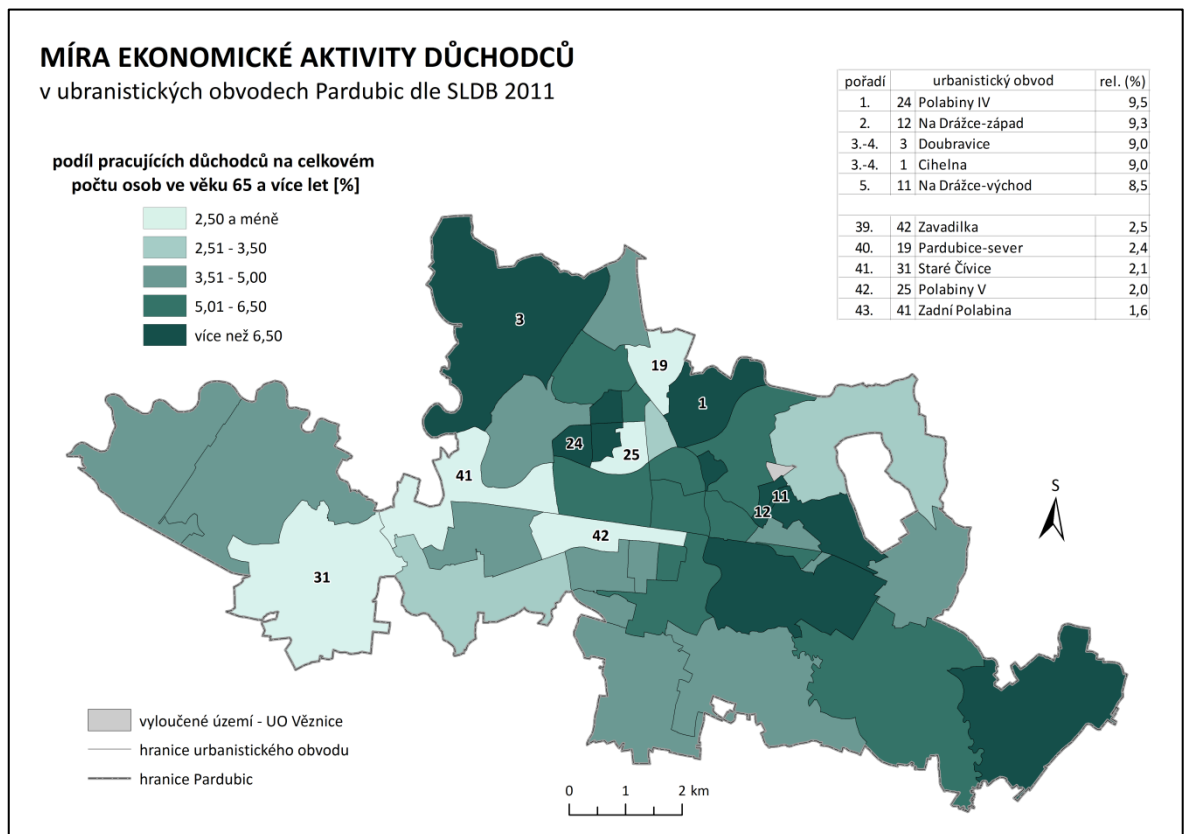 MÍRA EKONOMICKÉ AKTIVITY DŮCHODCŮ
v ubranistických obvodech Pardubic dle SLDB 2011
pořadí urbanistický obvod rel. (%)
1. 24 Polabiny IV 9,5
2. 12 Na Drážce-západ 9,3
3.-4. 3 Doubravice 9,0
3.-4. 1 Cihelna 9,0
5. 11 Na Drážce-východ 8,5
39. 42 Zavadilka 2,5
40. 19 Pardubice-sever 2,4
41. 31 Staré Čívice 2,1
42. 25 Polabiny V 2,0
43. 41 Zadní Polabina 1,6
podíl pracujících důchodců na celkovém
počtu osob ve věku 65 a více let [%]
2,50 a méně
2,51 - 3,50
3,51 - 5,00
5,01 - 6,50
více než 6,50
3
19
1
24
25
41
11
12
42
31
S
vyloučené území - UO Věznice
hranice urbanistického obvodu
hranice Pardubic
0 1 2 km